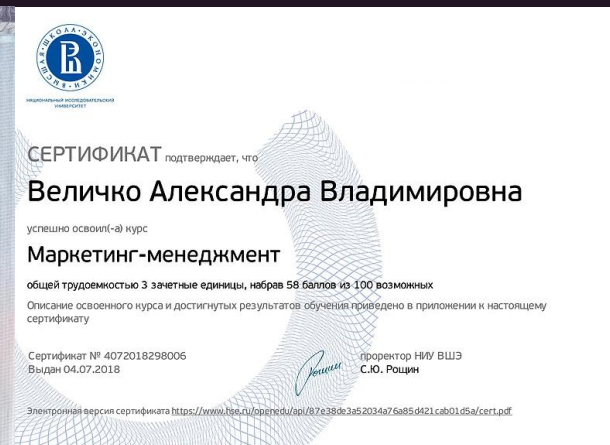 ВЫСШАЯ ШКОЛА ЭКОНОМИКИ
НАЦИОНАЛЬНЫЙ ИССЛЕДОВАТЕЛЬСКИЙ
УНИВЕРСИТЕТ
СЕРТИФИКАТ подтверждает, что
Величко Александра Владимировна
успешно освоил(-а) курс
Маркетинг-менеджмент
общей трудоемкостью 3 зачетные единицы, набрав 58 баллов из 100 возможных
Описание освоенного курса и достигнутых результатов обучения приведено в приложении к настоящему
сертификату
Сертификат № 4072018298006
Выдан 04.07.2018
проректор НИУ ВШЭ
С.Ю. Рощин
Электронная версия сертификата https://www.hse.ru/openedu/api/87e38de3a52034a76a85d421cab01d5a/cert.pdf